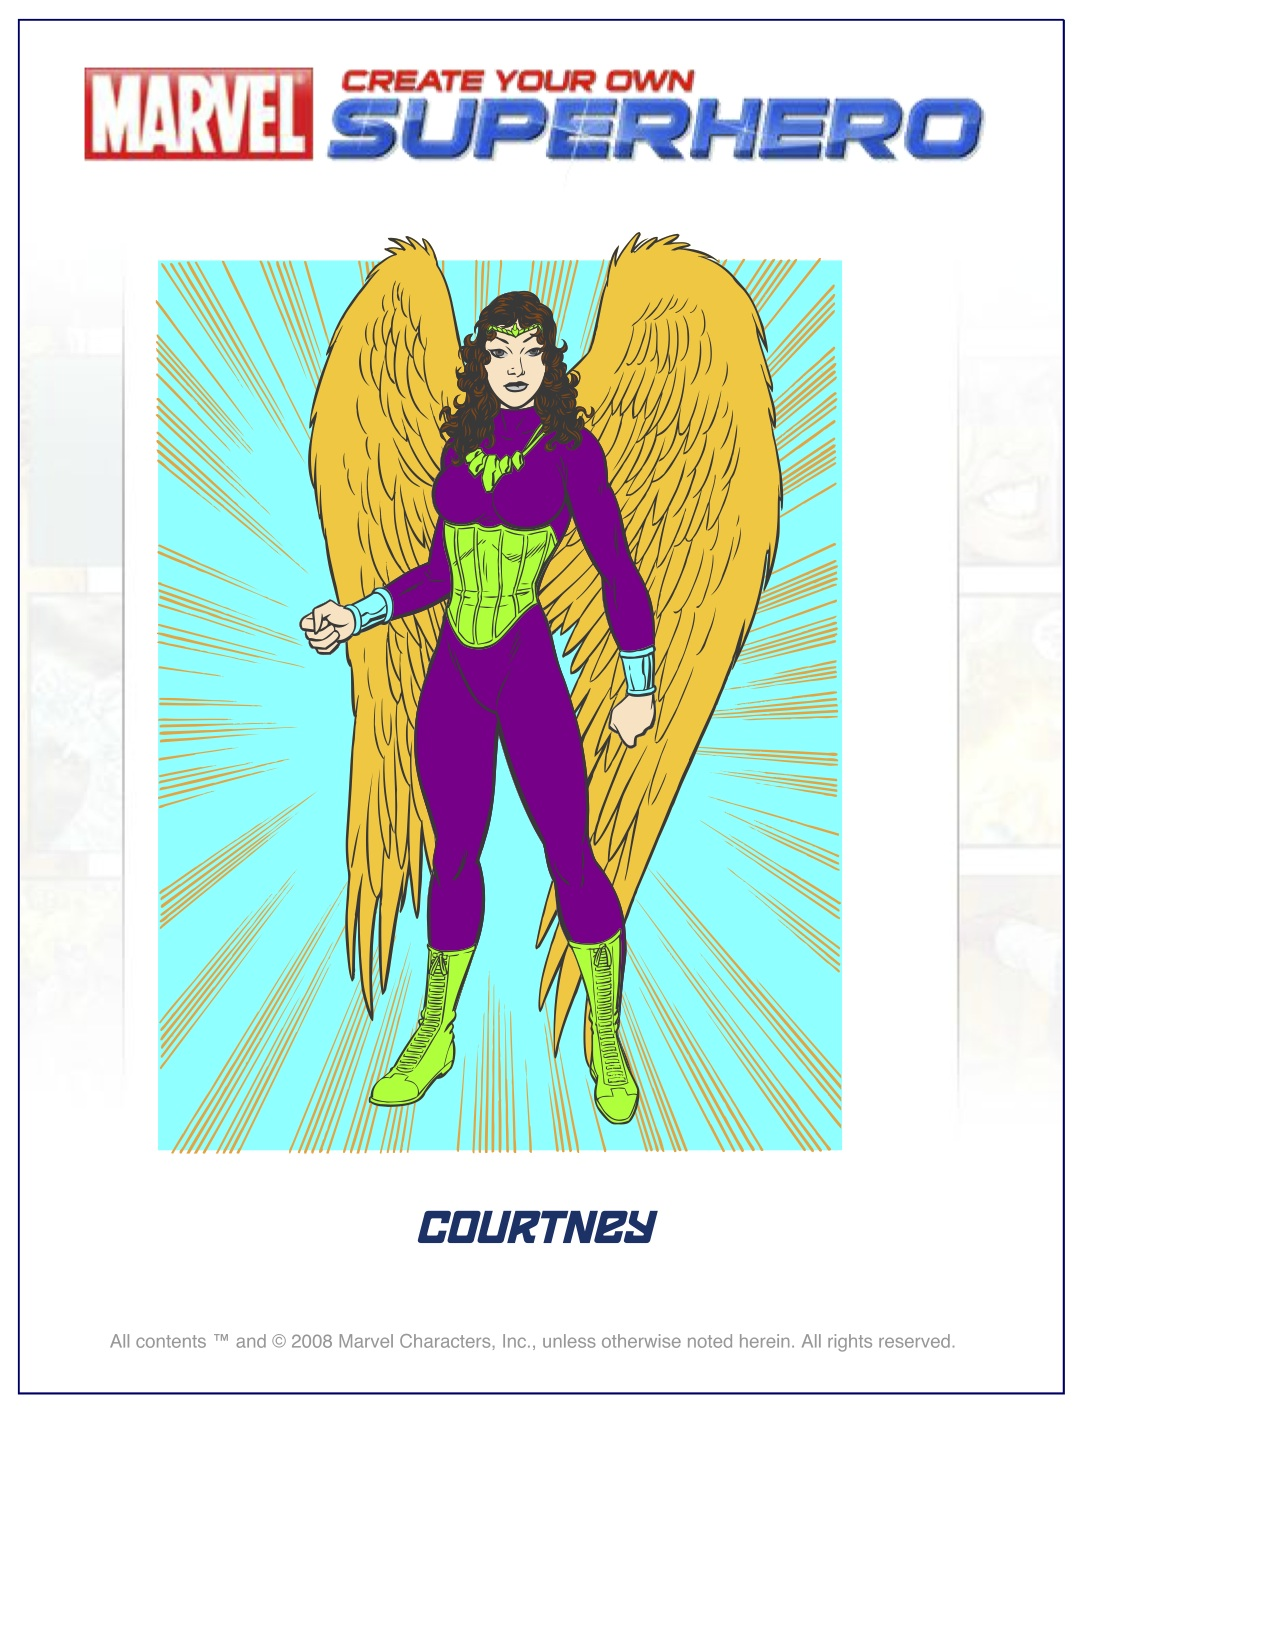 MARVEL
CREATE YOUR OWN
SUPERHERO
COURTNEY
All contents ™ and © 2008 Marvel Characters, Inc., unless otherwise noted herein. All rights reserved.